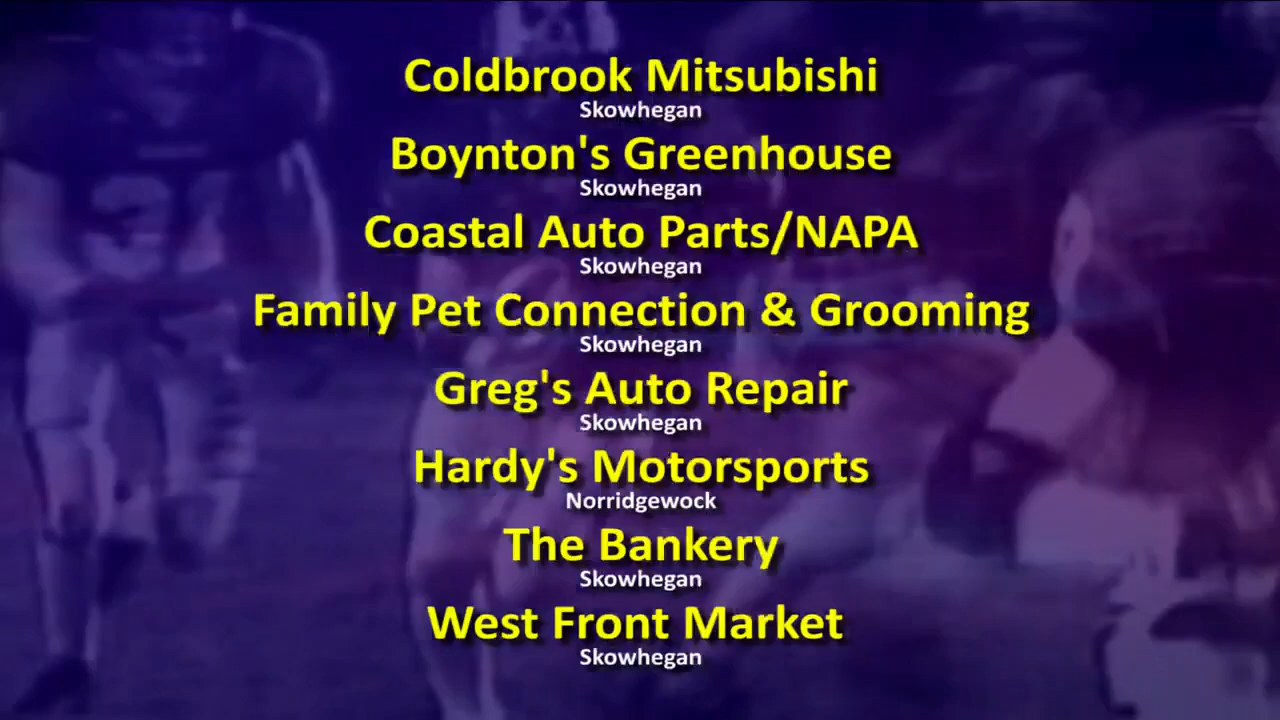 Coldbrook Mitsubishi
Skowhegan
Boynton's Greenhouse
Skowhegan
Coastal Auto Parts/NAPA
Skowhegan
Family Pet Connection & Grooming
Skowhegan
Greg's Auto Repair
Skowhegan
Hardy's Motorsports
Norridgewock
The Bankery
Skowhegan
West Front Market
Skowhegan